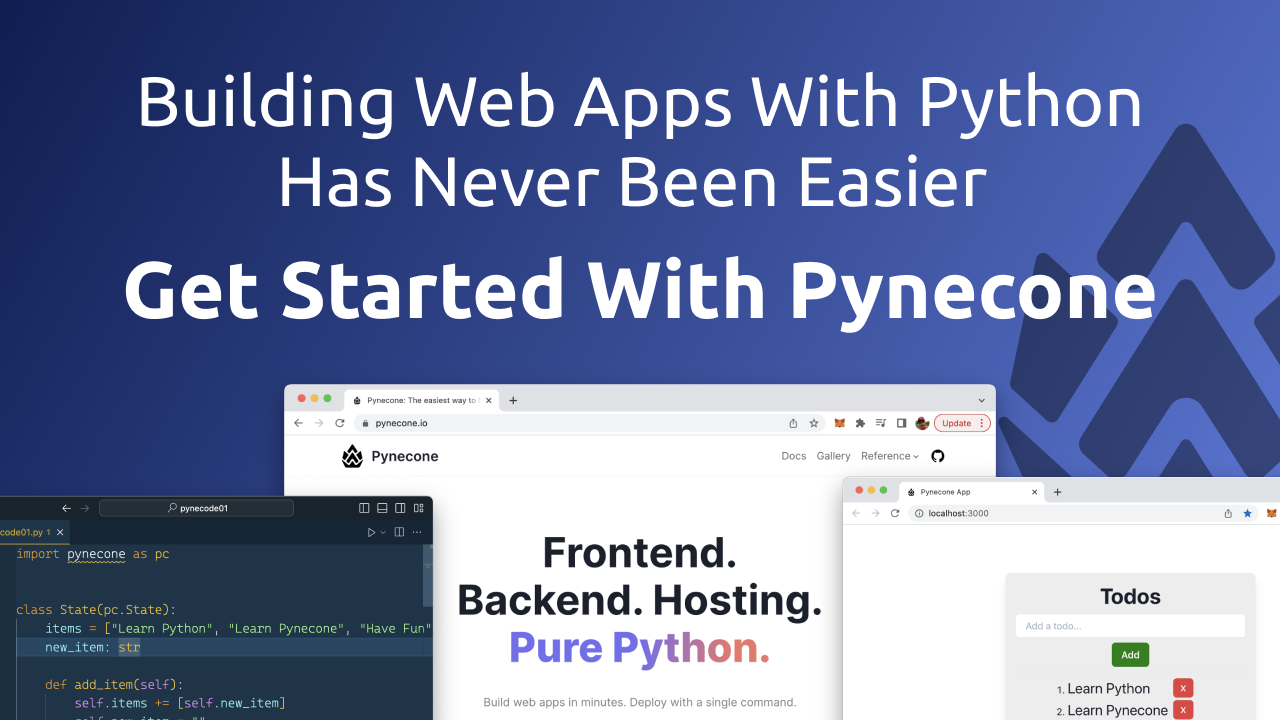 Building Web Apps With Python
Has Never Been Easier
Get Started With Pynecone
Pynecone: The easiest way to
pynecone.io
Update
Pynecone
Docs
Gallery
Reference
Frontend.
Backend. Hosting.
Pure Python.
Build web apps in minutes. Deploy with a single command.
pynecode01
code01.py 1
import pynecone as pc
class State(pc.State):
items = ["Learn Python", "Learn Pynecone", "Have Fun"
new_item: str
def add_item(self):
self.items += [self.new_item]
self.new_item = ""
Pynecone App
localhost:3000
Todos
Add a todo...
Add
1. Learn Python
x
2. Learn Pynecone
x